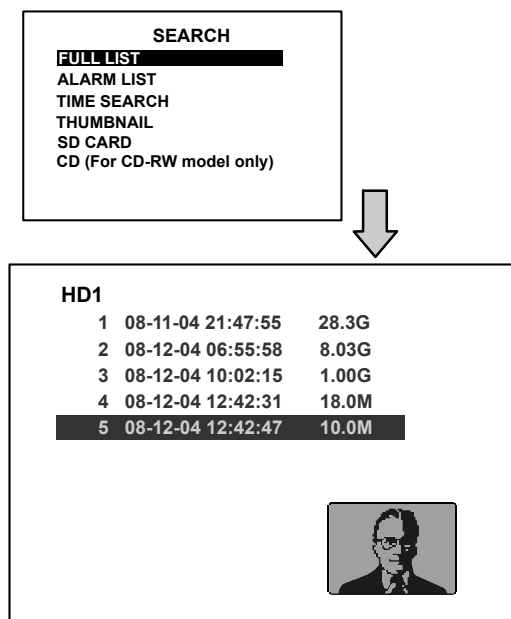 SEARCH
FULL LIST
ALARM LIST
TIME SEARCH
THUMBNAIL
SD CARD
CD (For CD-RW model only)
HD1
1 08-11-04 21:47:55 28.3G
2 08-12-04 06:55:58 8.03G
3 08-12-04 10:02:15 1.00G
4 08-12-04 12:42:31 18.0M
5 08-12-04 12:42:47 10.0M